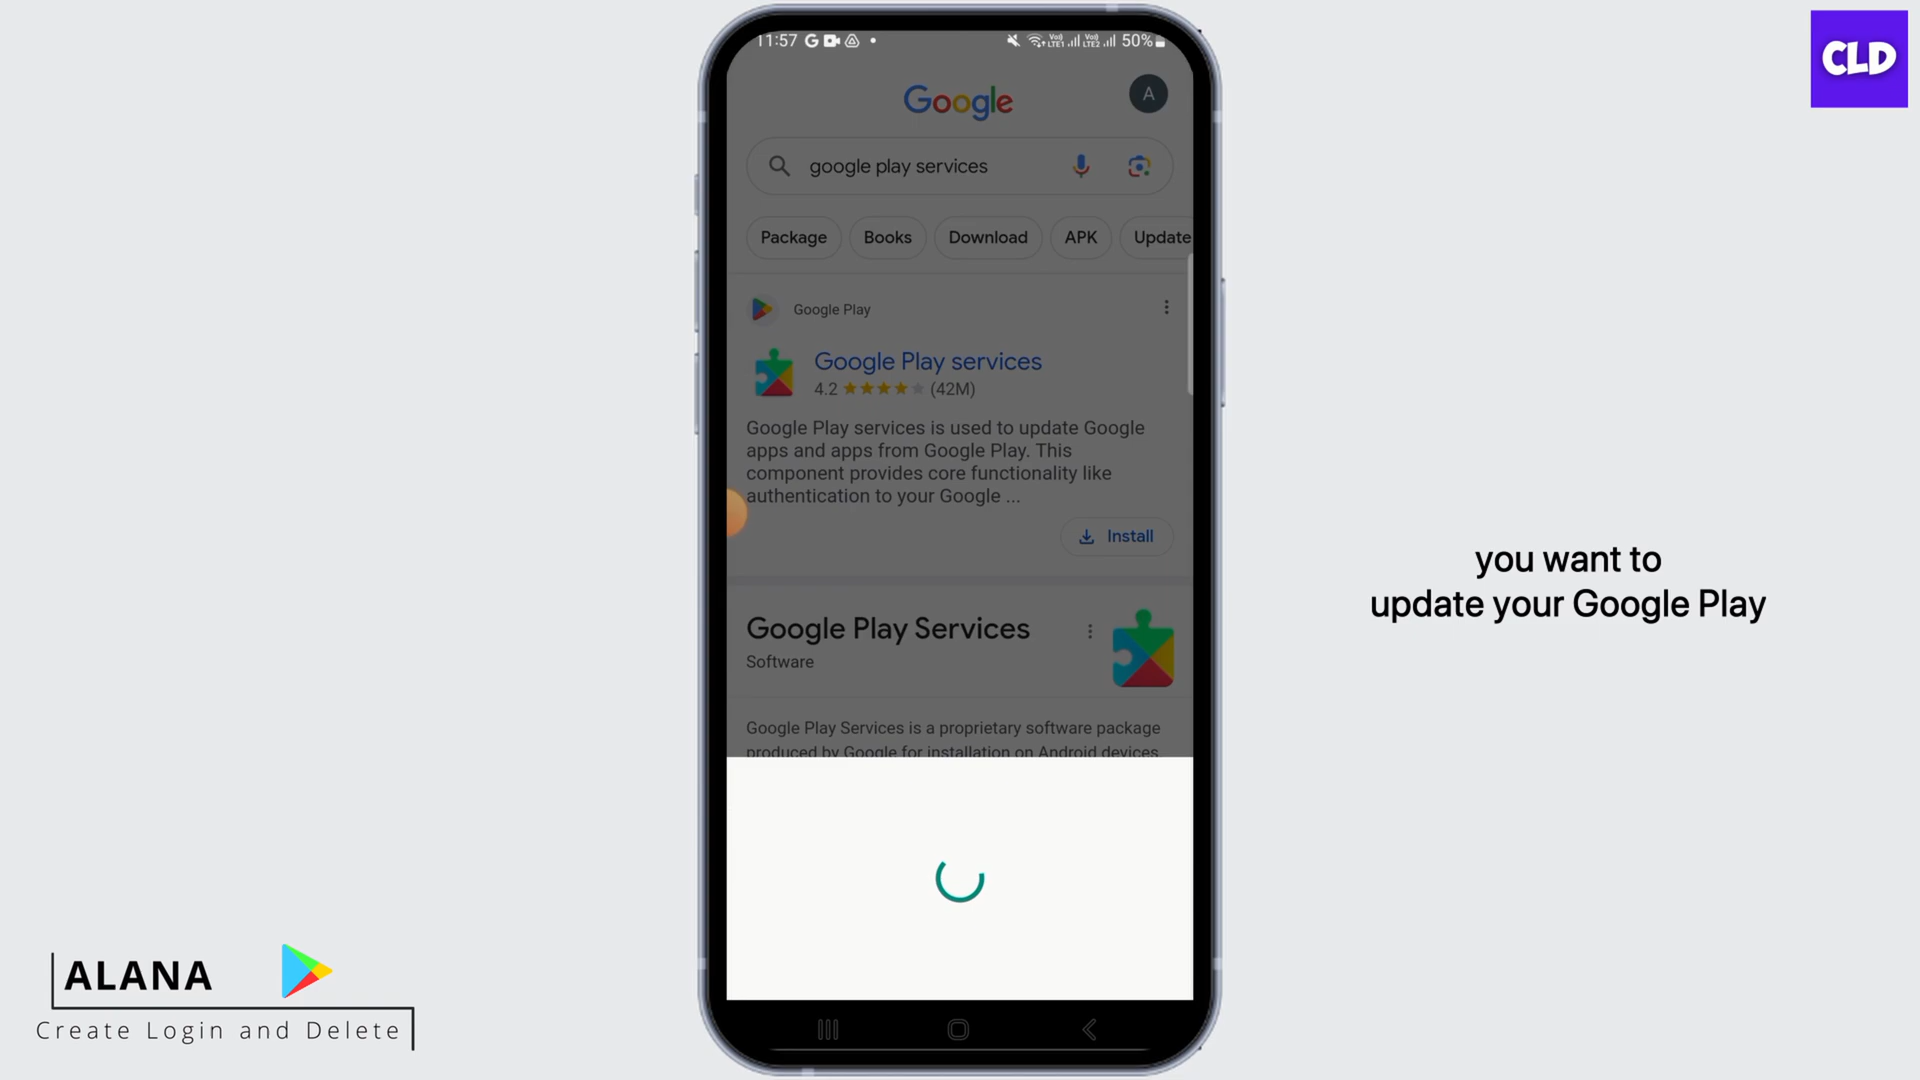 11:57
Vo)) LTE1 Vo)) LTE2 50%
CLD
Google
A
google play services
Package
Books
Download
APK
Update
Google Play
Google Play services
4.2 (42M)
Google Play services is used to update Google
apps and apps from Google Play. This
component provides core functionality like
authentication to your Google ...
Install
you want to
update your Google Play
Google Play Services
Software
Google Play Services is a proprietary software package
produced by Google for installation on Android devices
ALANA
Create Login and Delete